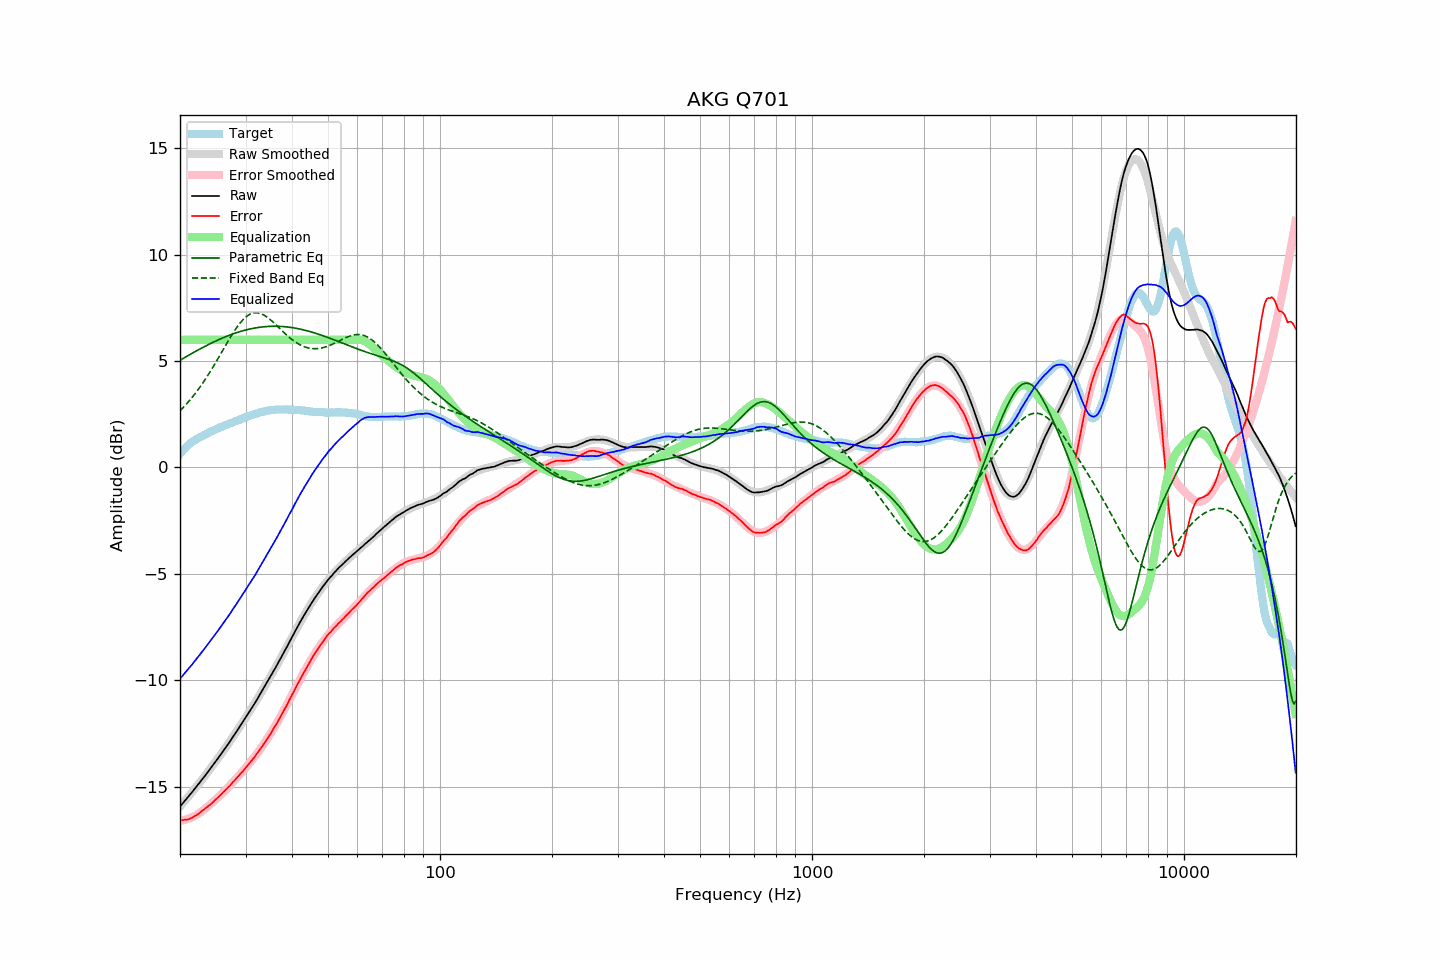 AKG Q701
Target
Raw Smoothed
Error Smoothed
Raw
Error
Equalization
Parametric Eq
Fixed Band Eq
Equalized
15
10
5
0
−5
−10
−15
Amplitude (dBr)
100
1000
10000
Frequency (Hz)